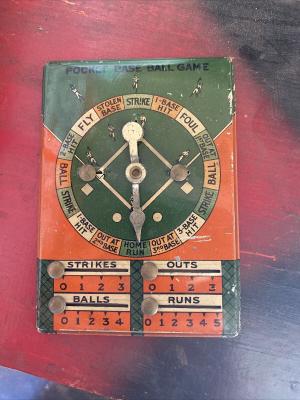 POCKET BASE BALL GAME
STRIKE
1-BASE HIT
FOUL
OUT AT 1ST BASE
BALL
STRIKE
3-BASE HIT
OUT AT 3RD BASE
HOME RUN
OUT AT 2ND BASE
1-BASE HIT
STRIKE
BALL
2-BASE HIT
FLY
STOLEN BASE
STRIKES OUTS
0 1 2 3 0 1 2 3
BALLS RUNS
0 1 2 3 4 0 1 2 3 4 5